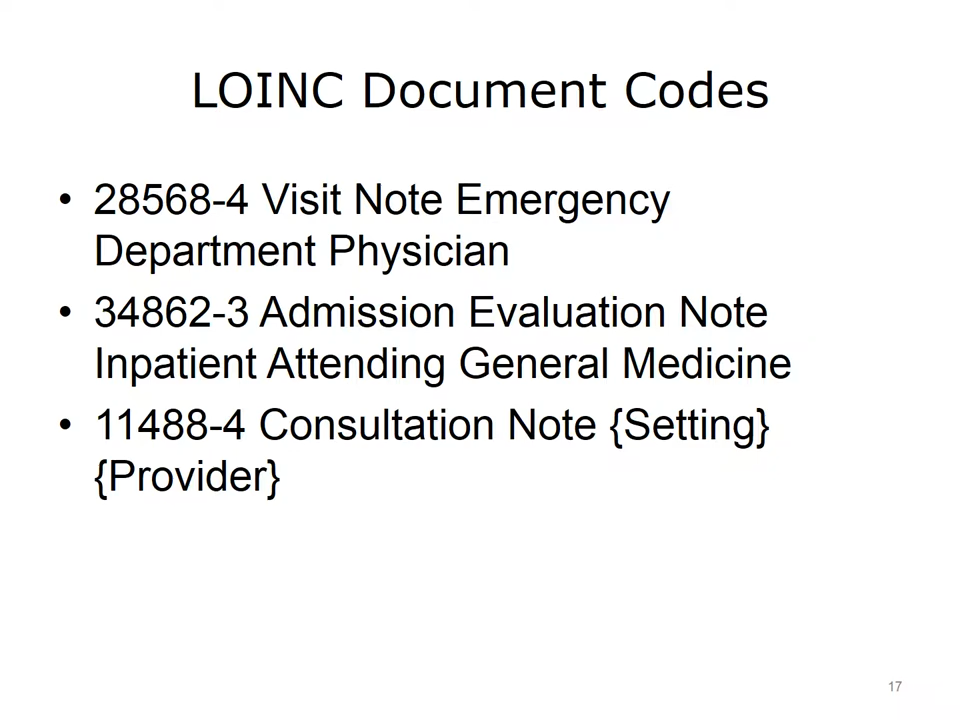 LOINC Document Codes
• 28568-4 Visit Note Emergency
Department Physician
• 34862-3 Admission Evaluation Note
Inpatient Attending General Medicine
• 11488-4 Consultation Note {Setting}
{Provider}
17